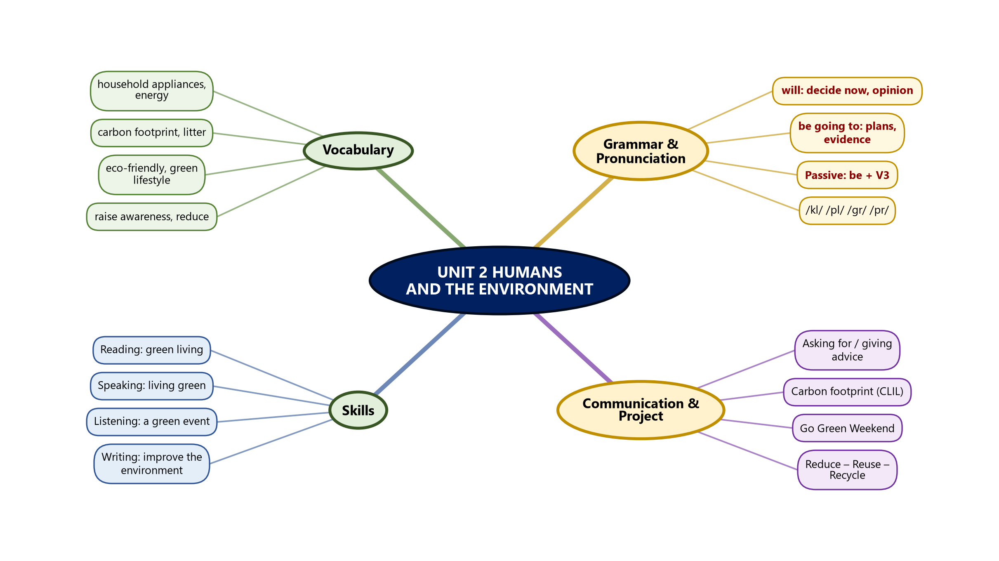 UNIT 2 HUMANS
AND THE ENVIRONMENT
Vocabulary
household appliances,
energy
carbon footprint, litter
eco-friendly, green
lifestyle
raise awareness, reduce
Grammar &
Pronunciation
will: decide now, opinion
be going to: plans,
evidence
Passive: be + V3
/kl/ /pl/ /gr/ /pr/
Skills
Reading: green living
Speaking: living green
Listening: a green event
Writing: improve the
environment
Communication &
Project
Asking for / giving
advice
Carbon footprint (CLIL)
Go Green Weekend
Reduce – Reuse –
Recycle